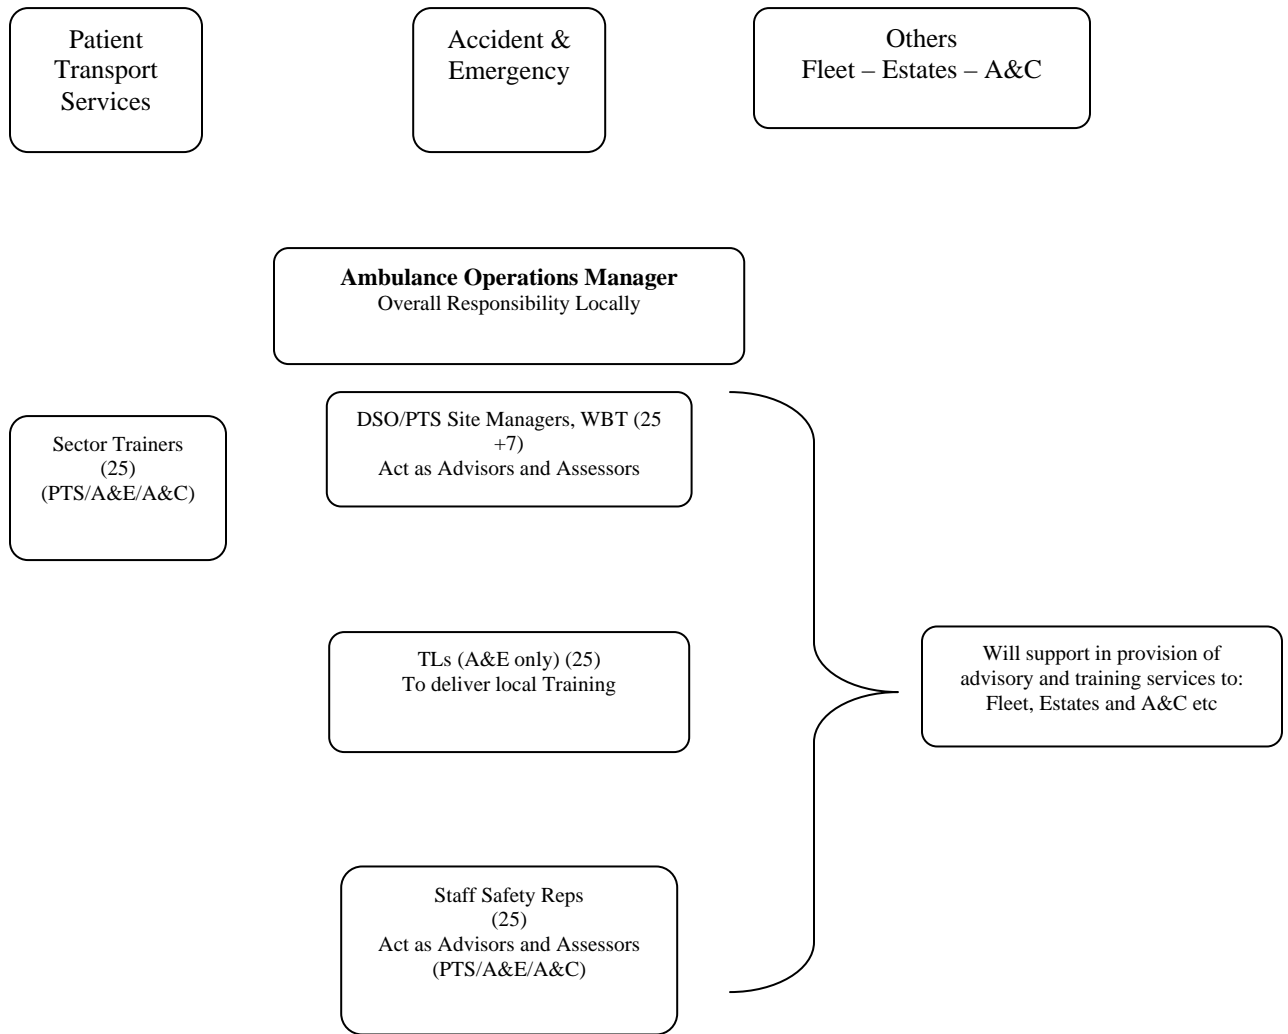 Patient
Transport
Services
Accident &
Emergency
Others
Fleet – Estates – A&C
Ambulance Operations Manager
Overall Responsibility Locally
Sector Trainers
(25)
(PTS/A&E/A&C)
DSO/PTS Site Managers, WBT (25
+7)
Act as Advisors and Assessors
TLs (A&E only) (25)
To deliver local Training
Will support in provision of
advisory and training services to:
Fleet, Estates and A&C etc
Staff Safety Reps
(25)
Act as Advisors and Assessors
(PTS/A&E/A&C)